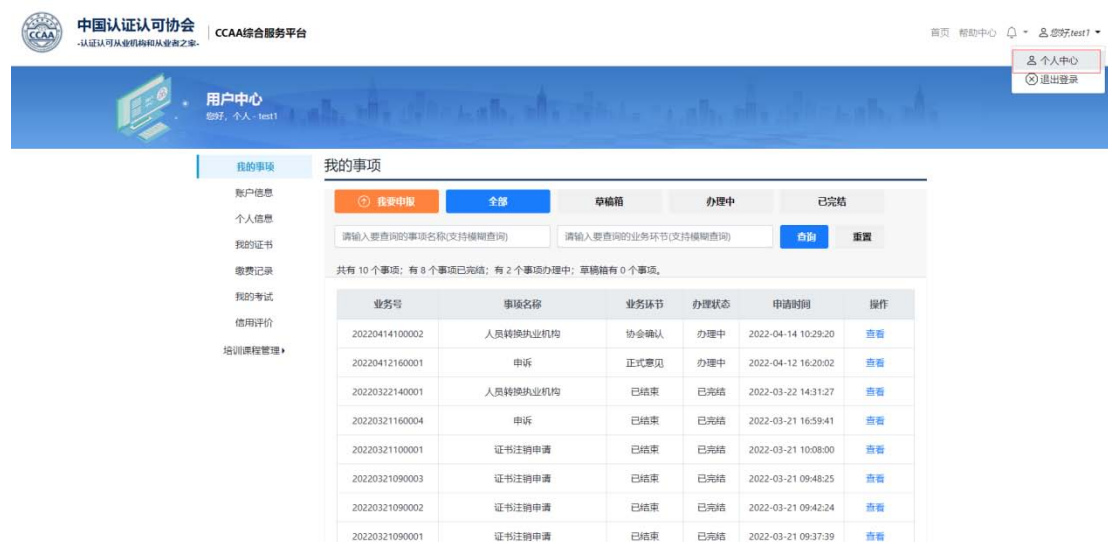 中国认证认可协会
-认证认可从业机构和从业者之家-
CCAA综合服务平台
首页 帮助中心 您好,test1
个人中心
退出登录
CCAA
用户中心
您好，个人 - test1
我的事项
账户信息
个人信息
我的证书
缴费记录
我的考试
信用评价
培训课程管理
我的事项
我要申报 全部 草稿箱 办理中 已完结
请输入要查询的事项名称(支持模糊查询) 请输入要查询的业务环节(支持模糊查询) 查询 重置
共有 10 个事项；有 8 个事项已完结；有 2 个事项办理中；草稿箱有 0 个事项。
业务号 事项名称 业务环节 办理状态 申请时间 操作
20220414100002 人员转换执业机构 协会确认 办理中 2022-04-14 10:29:20 查看
20220412160001 申诉 正式意见 办理中 2022-04-12 16:20:02 查看
20220322140001 人员转换执业机构 已结束 已完结 2022-03-22 14:31:27 查看
20220321160004 申诉 已结束 已完结 2022-03-21 16:59:41 查看
20220321100001 证书注销申请 已结束 已完结 2022-03-21 10:08:00 查看
20220321090003 证书注销申请 已结束 已完结 2022-03-21 09:48:25 查看
20220321090002 证书注销申请 已结束 已完结 2022-03-21 09:42:24 查看
20220321090001 证书注销申请 已结束 已完结 2022-03-21 09:37:39 查看